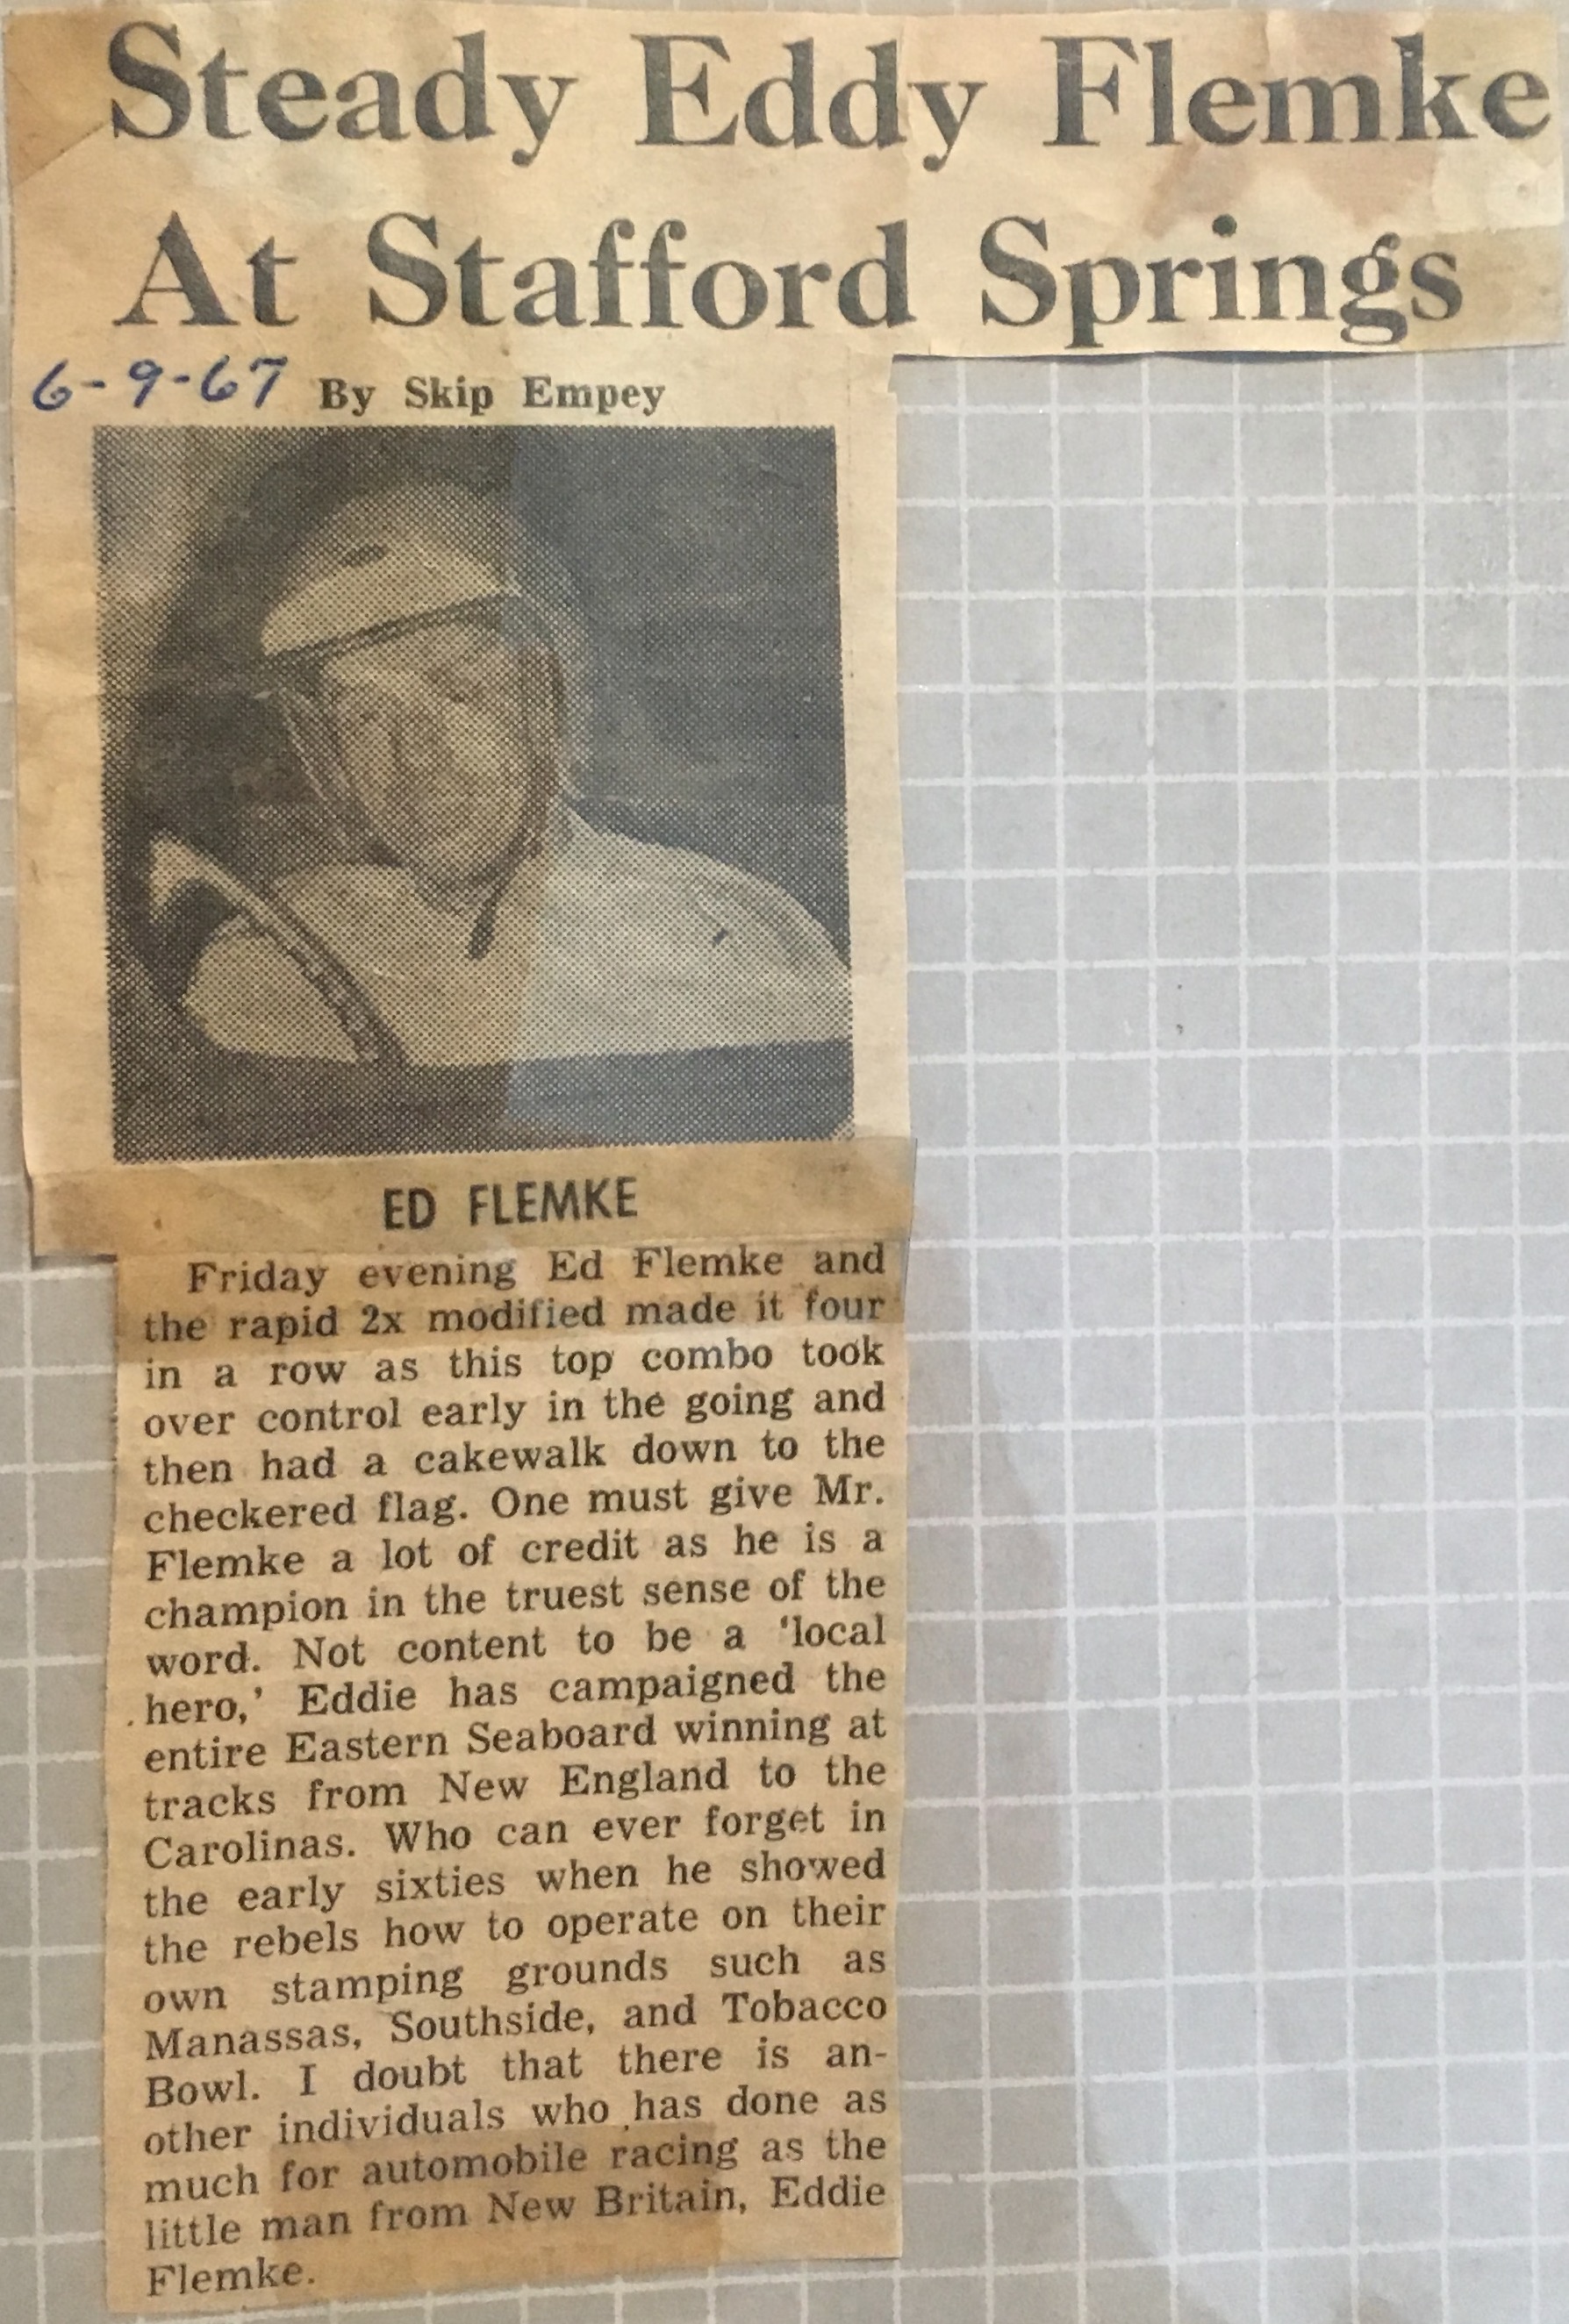 Steady Eddy Flemke
At Stafford Springs
6-9-67 By Skip Empey
ED FLEMKE
Friday evening Ed Flemke and
the rapid 2x modified made it four
in a row as this top combo took
over control early in the going and
then had a cakewalk down to the
checkered flag. One must give Mr.
Flemke a lot of credit as he is a
champion in the truest sense of the
word. Not content to be a 'local
hero,' Eddie has campaigned the
entire Eastern Seaboard winning at
tracks from New England to the
Carolinas. Who can ever forget in
the early sixties when he showed
the rebels how to operate on their
own stamping grounds such as
Manassas, Southside, and Tobacco
Bowl. I doubt that there is an-
other individuals who has done as
much for automobile racing as the
little man from New Britain, Eddie
Flemke.